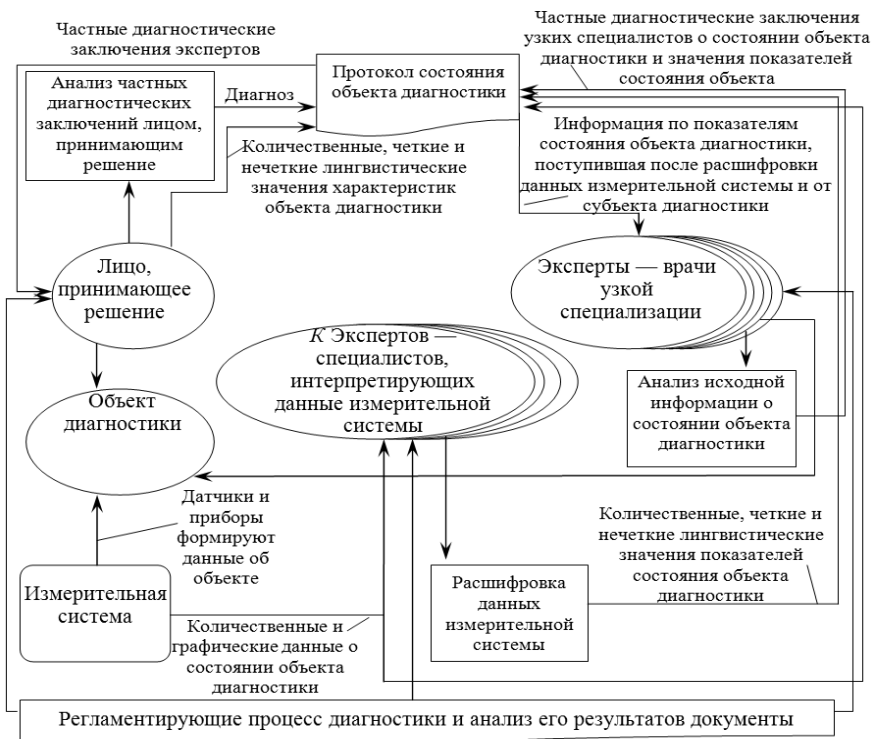 Частные диагностические
заключения экспертов
Частные диагностические заключения
узких специалистов о состоянии объекта
диагностики и значения показателей
состояния объекта
Анализ частных
диагностических
заключений лицом,
принимающим
решение
Диагноз
Протокол состояния
объекта диагностики
Количественные, четкие и
нечеткие лингвистические
значения характеристик
объекта диагностики
Информация по показателям
состояния объекта диагностики,
поступившая после расшифровки
данных измерительной системы и от
субъекта диагностики
Лицо,
принимающее
решение
Эксперты — врачи
узкой
специализации
К Экспертов —
специалистов,
интерпретирующих
данные измерительной
системы
Анализ исходной
информации о
состоянии объекта
диагностики
Объект
диагностики
Датчики и
приборы
формируют
данные об
объекте
Количественные, четкие и
нечеткие лингвистические
значения показателей
состояния объекта
диагностики
Измерительная
система
Расшифровка
данных
измерительной
системы
Количественные и
графические данные о
состоянии объекта
диагностики
Регламентирующие процесс диагностики и анализ его результатов документы